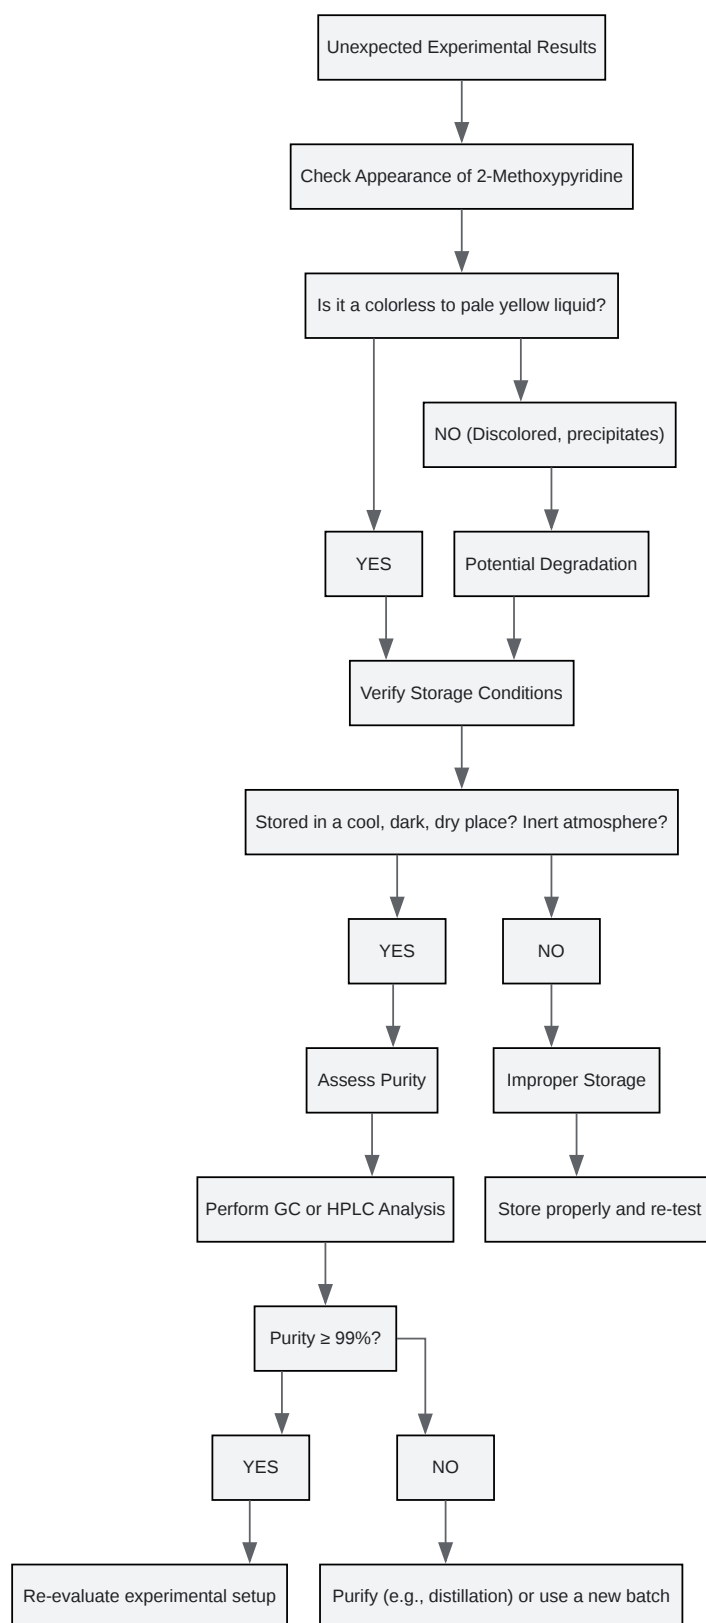 Unexpected Experimental Results
Check Appearance of 2-Methoxypyridine
Is it a colorless to pale yellow liquid?
NO (Discolored, precipitates)
YES
Potential Degradation
Verify Storage Conditions
Stored in a cool, dark, dry place? Inert atmosphere?
YES
NO
Assess Purity
Improper Storage
Perform GC or HPLC Analysis
Store properly and re-test
Purity ≥ 99%?
YES
NO
Re-evaluate experimental setup
Purify (e.g., distillation) or use a new batch